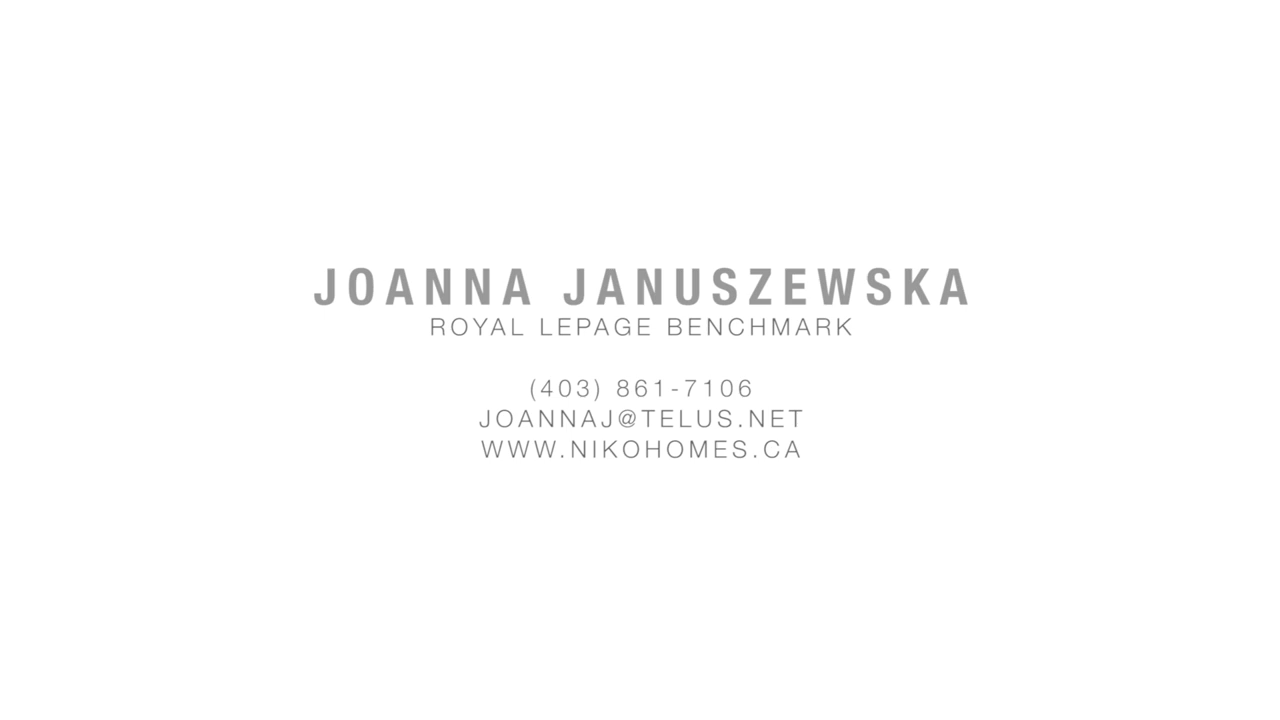 JOANNA JANUSZEWSKA
ROYAL LEPAGE BENCHMARK
(403) 861-7106
JOANNAJ@TELUS.NET
WWW.NIKOHOMES.CA